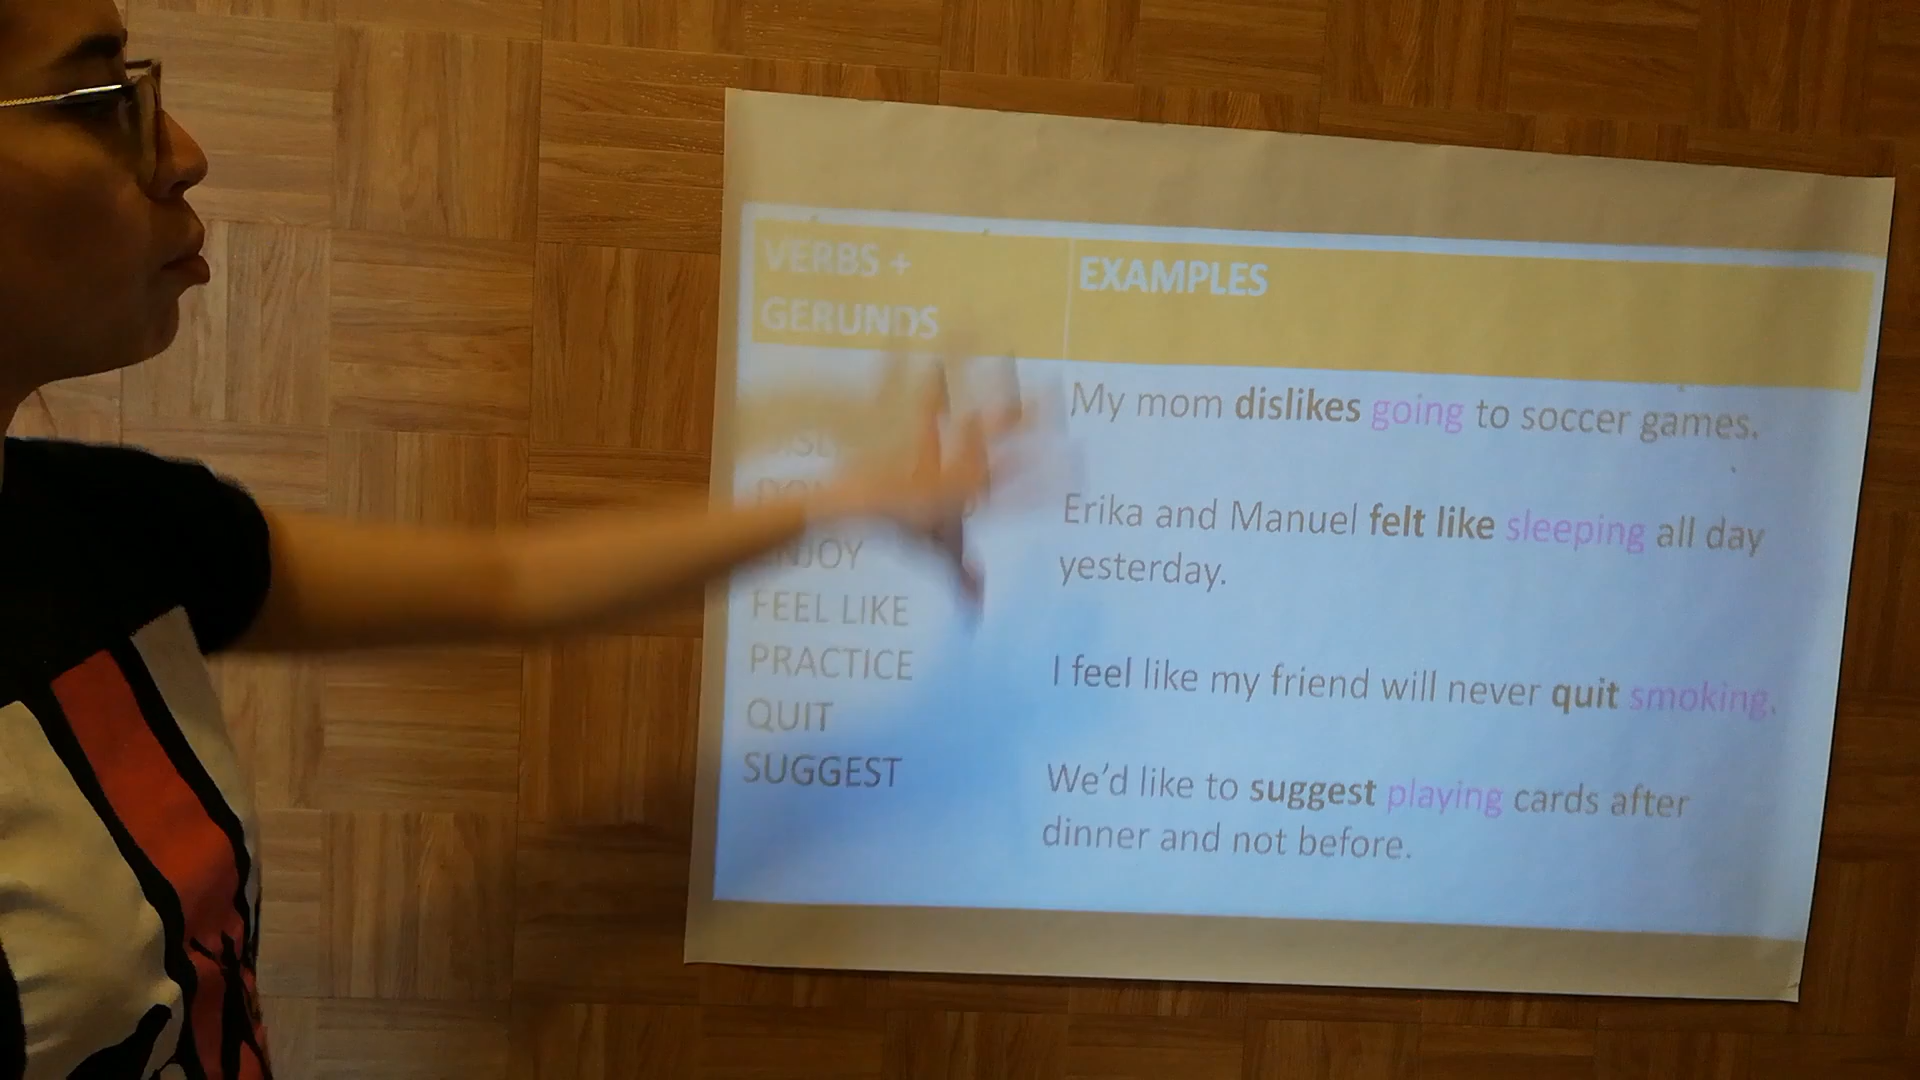 VERBS +
GERUNDS
EXAMPLES
FEEL LIKE
PRACTICE
QUIT
SUGGEST
My mom dislikes going to soccer games.
Erika and Manuel felt like sleeping all day
yesterday.
I feel like my friend will never quit smoking.
We'd like to suggest playing cards after
dinner and not before.